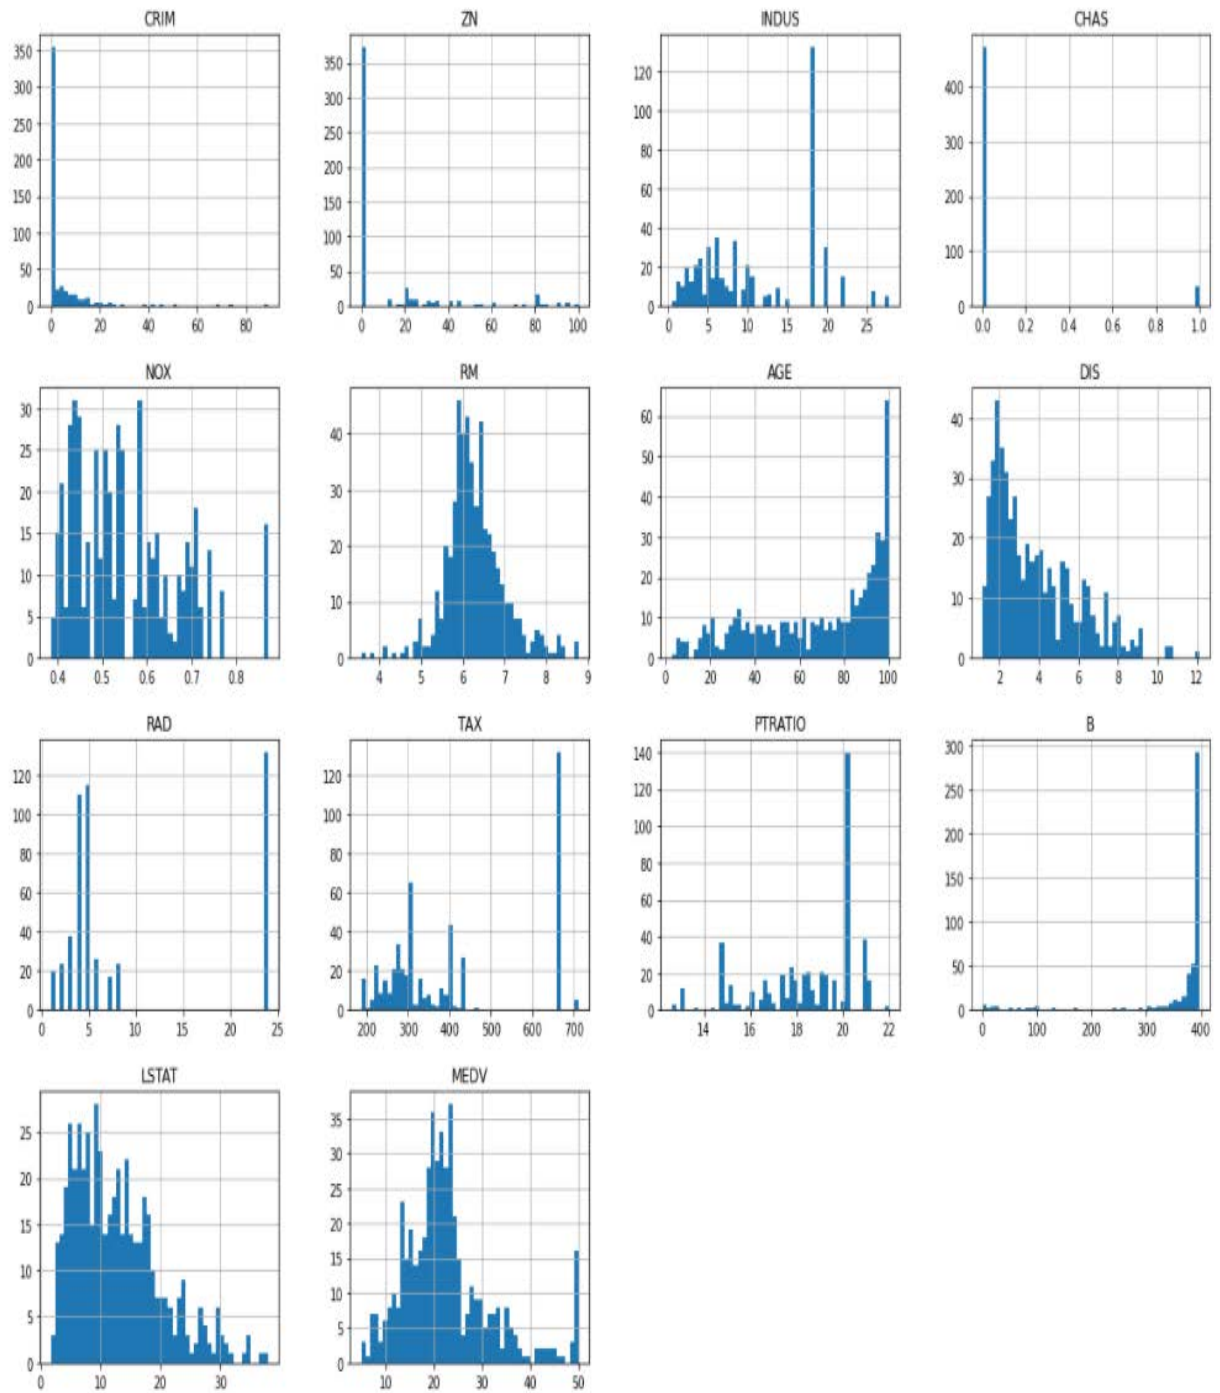 CRIM ZN INDUS CHAS
350 300 250 200 150 100 50 0
0 20 40 60 80
350 300 250 200 150 100 50 0
0 20 40 60 80 100
120 100 80 60 40 20 0
0 5 10 15 20 25
400 300 200 100 0
0.0 0.2 0.4 0.6 0.8 1.0
NOX RM AGE DIS
30 25 20 15 10 5 0
0.4 0.5 0.6 0.7 0.8
40 30 20 10 0
4 5 6 7 8 9
60 50 40 30 20 10 0
0 20 40 60 80 100
40 30 20 10 0
2 4 6 8 10 12
RAD TAX PTRATIO B
120 100 80 60 40 20 0
0 5 10 15 20 25
120 100 80 60 40 20 0
200 300 400 500 600 700
140 120 100 80 60 40 20 0
14 16 18 20 22
300 250 200 150 100 50 0
0 100 200 300 400
LSTAT MEDV
25 20 15 10 5 0
0 10 20 30
35 30 25 20 15 10 5 0
10 20 30 40 50